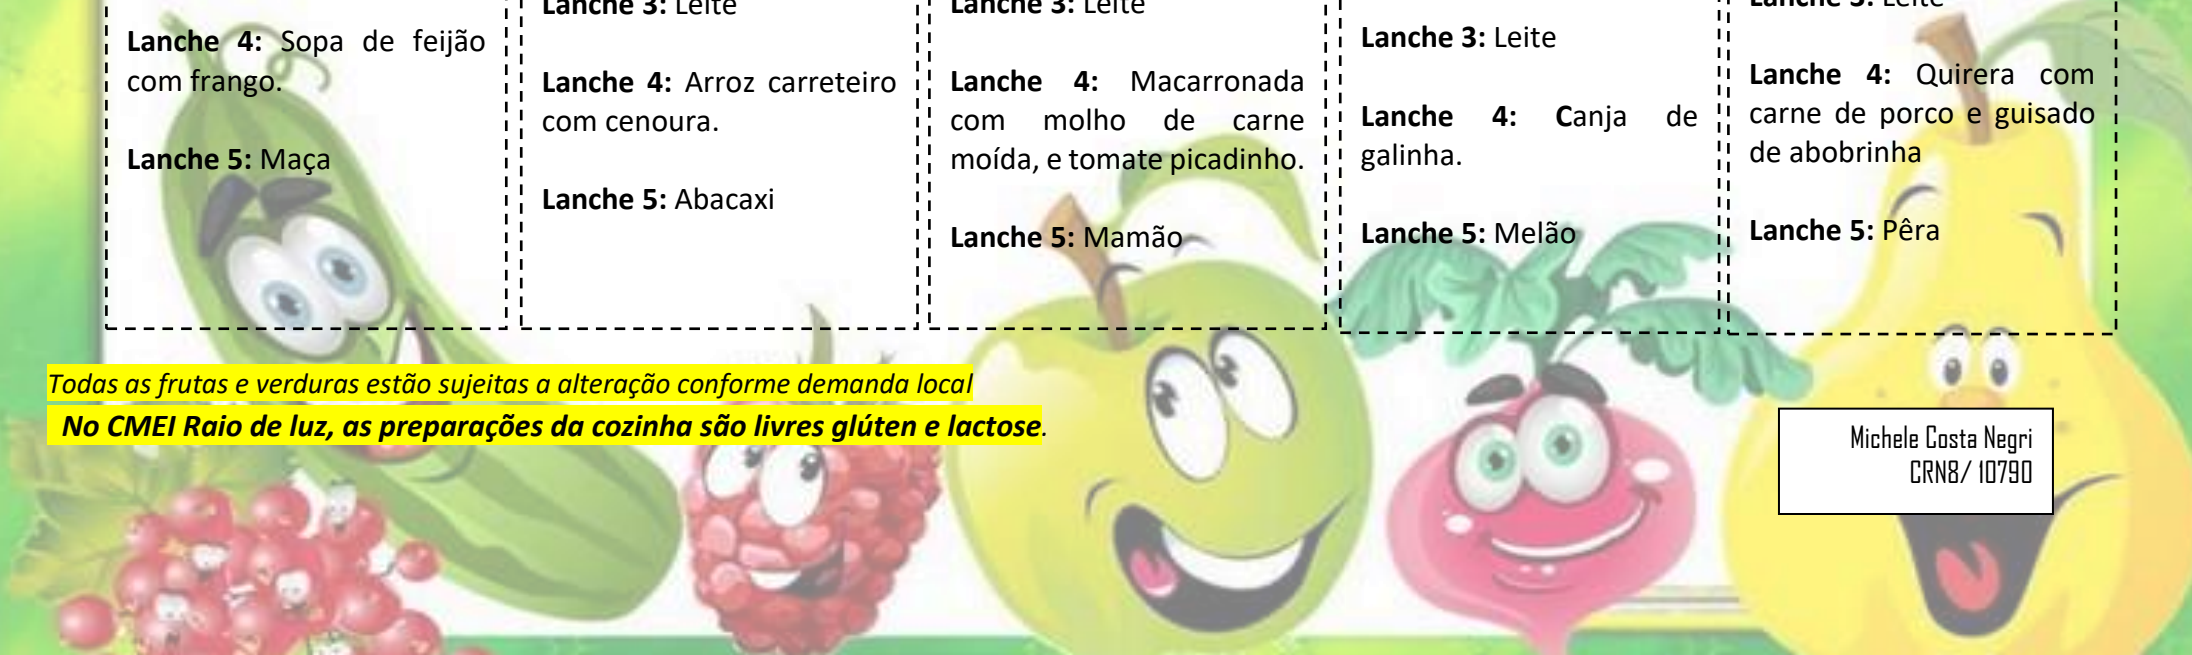 Lanche 4: Sopa de feijão
com frango.
Lanche 5: Maça
Lanche 3: Leite
Lanche 4: Arroz carreteiro
com cenoura.
Lanche 5: Abacaxi
Lanche 3: Leite
Lanche 4: Macarronada
com molho de carne
moída, e tomate picadinho.
Lanche 5: Mamão
Lanche 3: Leite
Lanche 4: Canja de
galinha.
Lanche 5: Melão
Lanche 3: Leite
Lanche 4: Quirera com
carne de porco e guisado
de abobrinha
Lanche 5: Pêra
Todas as frutas e verduras estão sujeitas a alteração conforme demanda local
No CMEI Raio de luz, as preparações da cozinha são livres glúten e lactose.
Michele Costa Negri
CRN8/ 10790